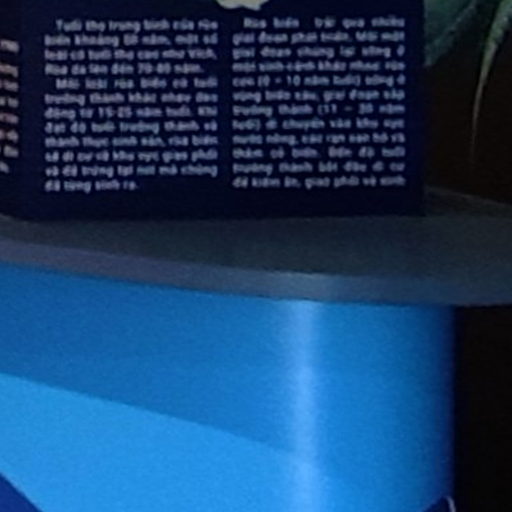 Tuổi thọ trung bình của rùa
biển khoảng 50 năm, một số
loài có tuổi thọ cao như Vích,
Rùa da lên đến 70-80 năm.
Mỗi loài rùa biển có tuổi
trưởng thành khác nhau dao
động từ 15-25 năm tuổi. Khi
đạt độ tuổi trưởng thành và
thành thục sinh sản, rùa biển
sẽ di cư về khu vực giao phối
và đẻ trứng tại nơi mà chúng
đã từng sinh ra.
Rùa biển trải qua nhiều
giai đoạn phát triển. Mỗi một
giai đoạn chúng lại sống ở
môi sinh cảnh khác nhau: rùa
con (0 - 10 năm tuổi) sống ở
vùng biển sâu, giai đoạn sắp
trưởng thành (11 - 20 năm
tuổi) di chuyển vào khu vực
nước nông, các rạn san hô và
thảm cỏ biển. Đến độ tuổi
trưởng thành bắt đầu di cư
để kiếm ăn, giao phối và sinh